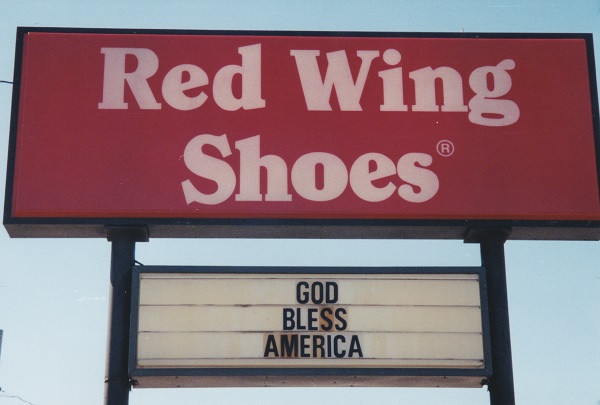 Red Wing
Shoes®
GOD
BLESS
AMERICA